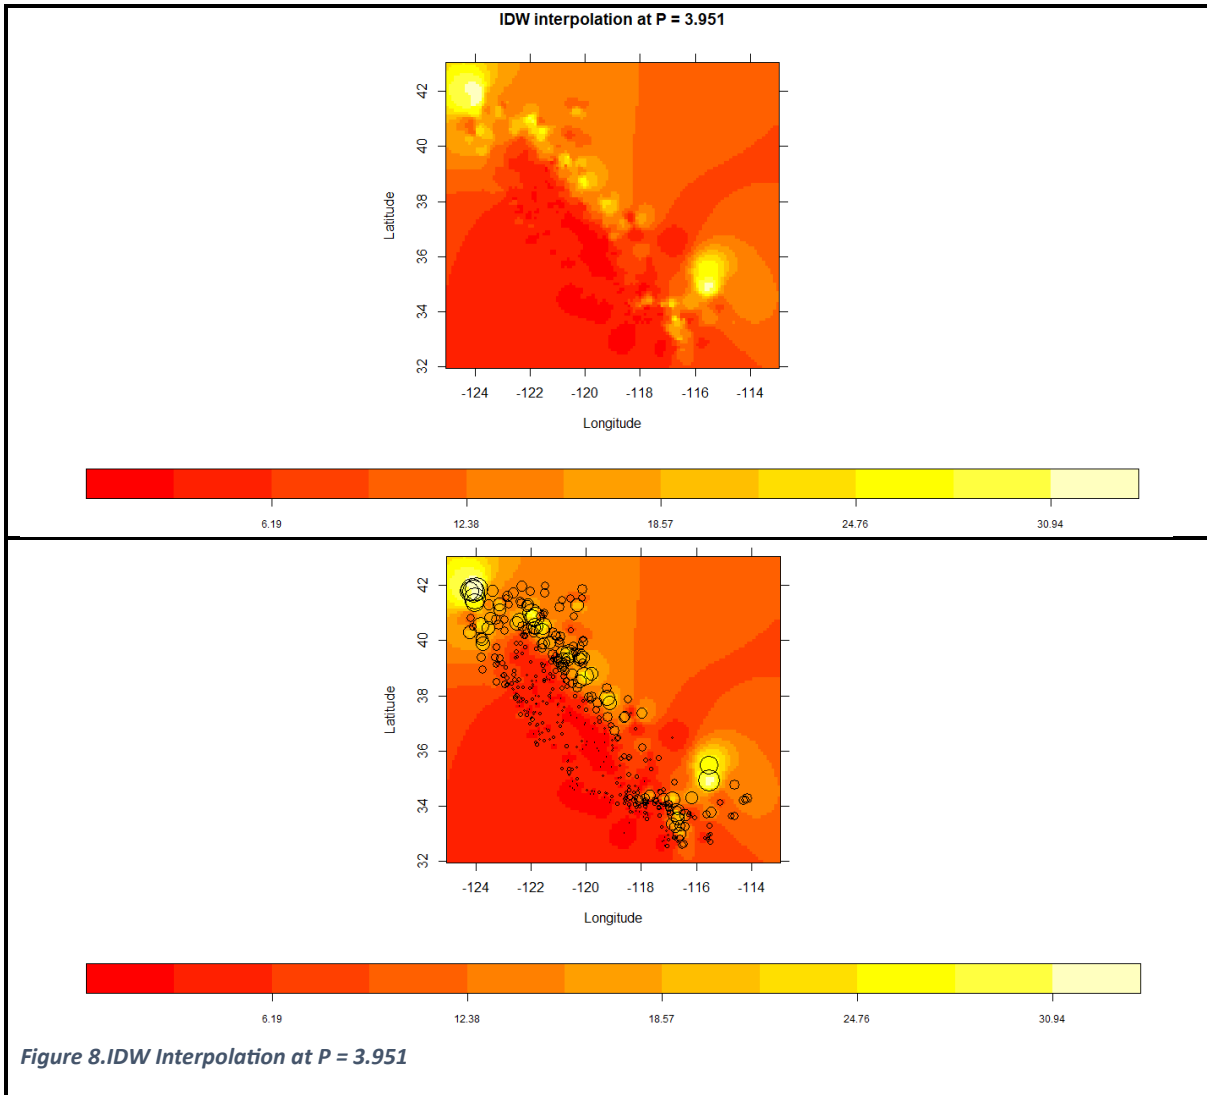 IDW interpolation at P = 3.951
42
40
38
36
34
32
Latitude
-124 -122 -120 -118 -116 -114
Longitude
6.19 12.38 18.57 24.76 30.94
42
40
38
36
34
32
Latitude
-124 -122 -120 -118 -116 -114
Longitude
6.19 12.38 18.57 24.76 30.94
Figure 8.IDW Interpolation at P = 3.951